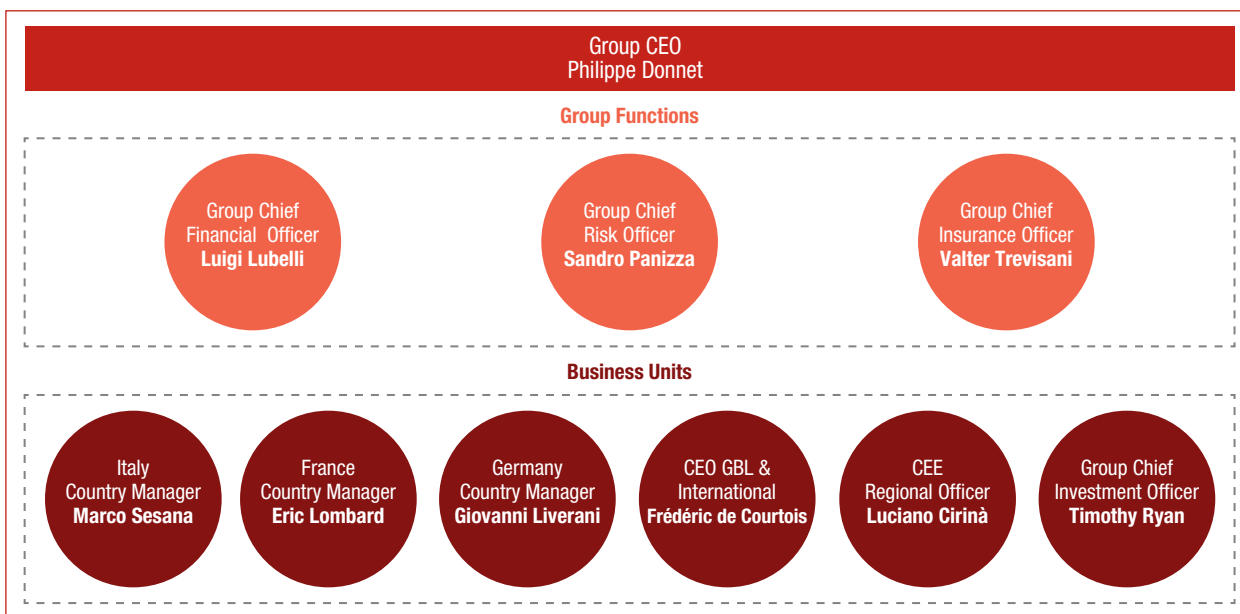 Group CEO
Philippe Donnet
Group Functions
Group Chief
Financial Officer
Luigi Lubelli
Group Chief
Risk Officer
Sandro Panizza
Group Chief
Insurance Officer
Valter Trevisani
Business Units
Italy
Country Manager
Marco Sesana
France
Country Manager
Eric Lombard
Germany
Country Manager
Giovanni Liverani
CEO GBL &
International
Frédéric de Courtois
CEE
Regional Officer
Luciano Cirinà
Group Chief
Investment Officer
Timothy Ryan